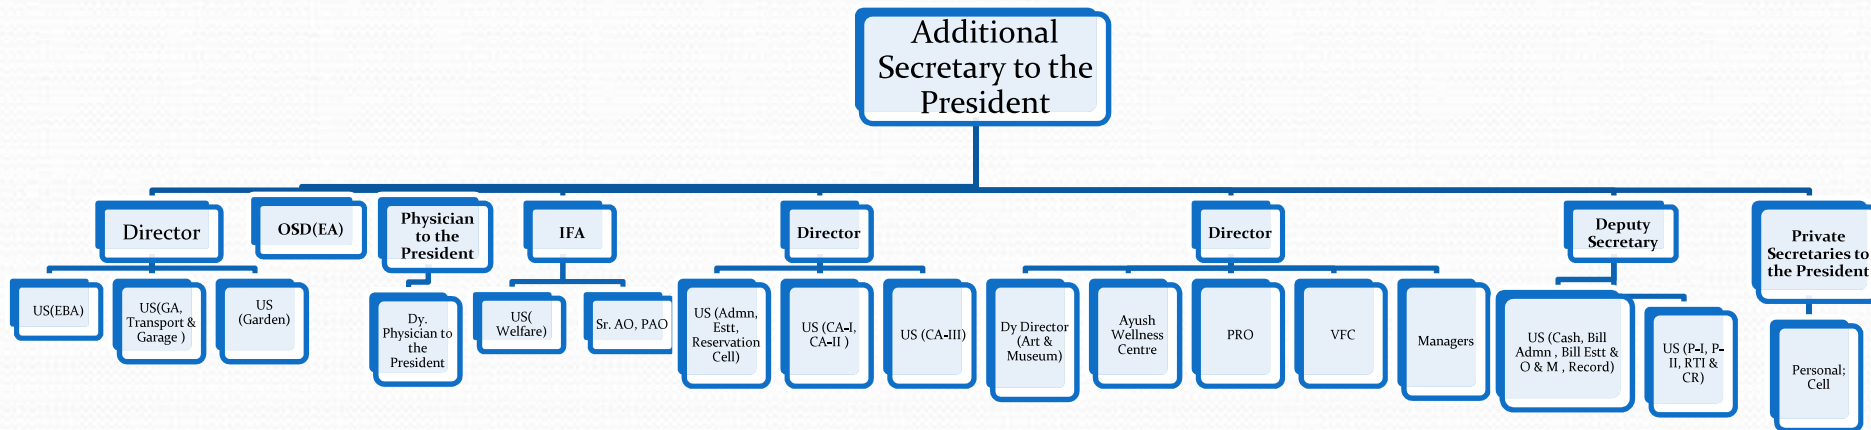 Additional
Secretary to the
President
Director
OSD(EA)
Physician
to the
President
IFA
Director
Director
Deputy
Secretary
Private
Secretaries to
the President
US(EBA)
US(GA,
Transport &
Garage )
US
(Garden)
Dy.
Physician to
the
President
US(
Welfare)
Sr. AO, PAO
US (Admn,
Estt,
Reservation
Cell)
US (CA-I,
CA-II )
US (CA-III)
Dy Director
(Art &
Museum)
Ayush
Wellness
Centre
PRO
VFC
Managers
US (Cash, Bill
Admn , Bill Estt &
O & M , Record)
US (P-I, P-
II, RTI &
CR)
Personal;
Cell